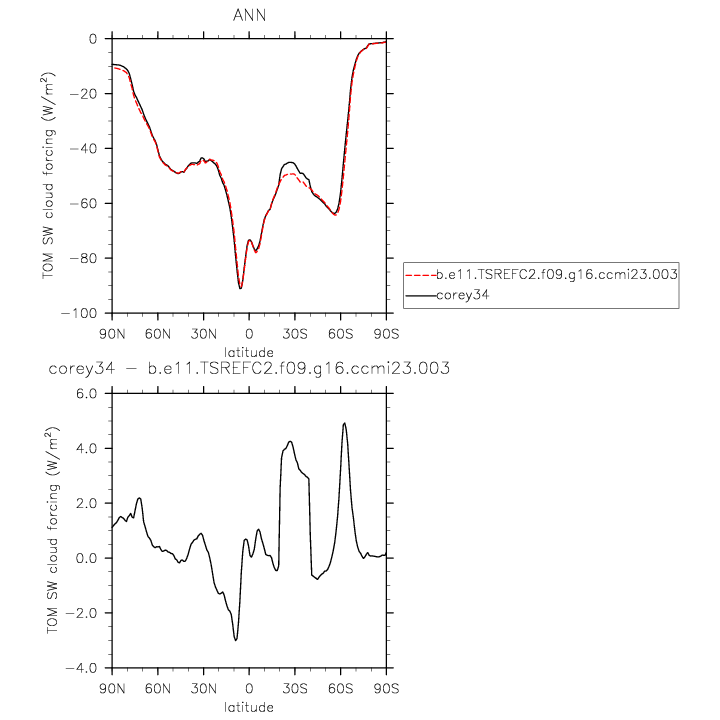 ANN
TOM SW cloud forcing (W/m²)
0
−20
−40
−60
−80
−100
90N 60N 30N 0 30S 60S 90S
latitude
b.e11.TSREFC2.f09.g16.ccmi23.003
corey34
corey34 − b.e11.TSREFC2.f09.g16.ccmi23.003
TOM SW cloud forcing (W/m²)
6.0
4.0
2.0
0.0
−2.0
−4.0
90N 60N 30N 0 30S 60S 90S
latitude